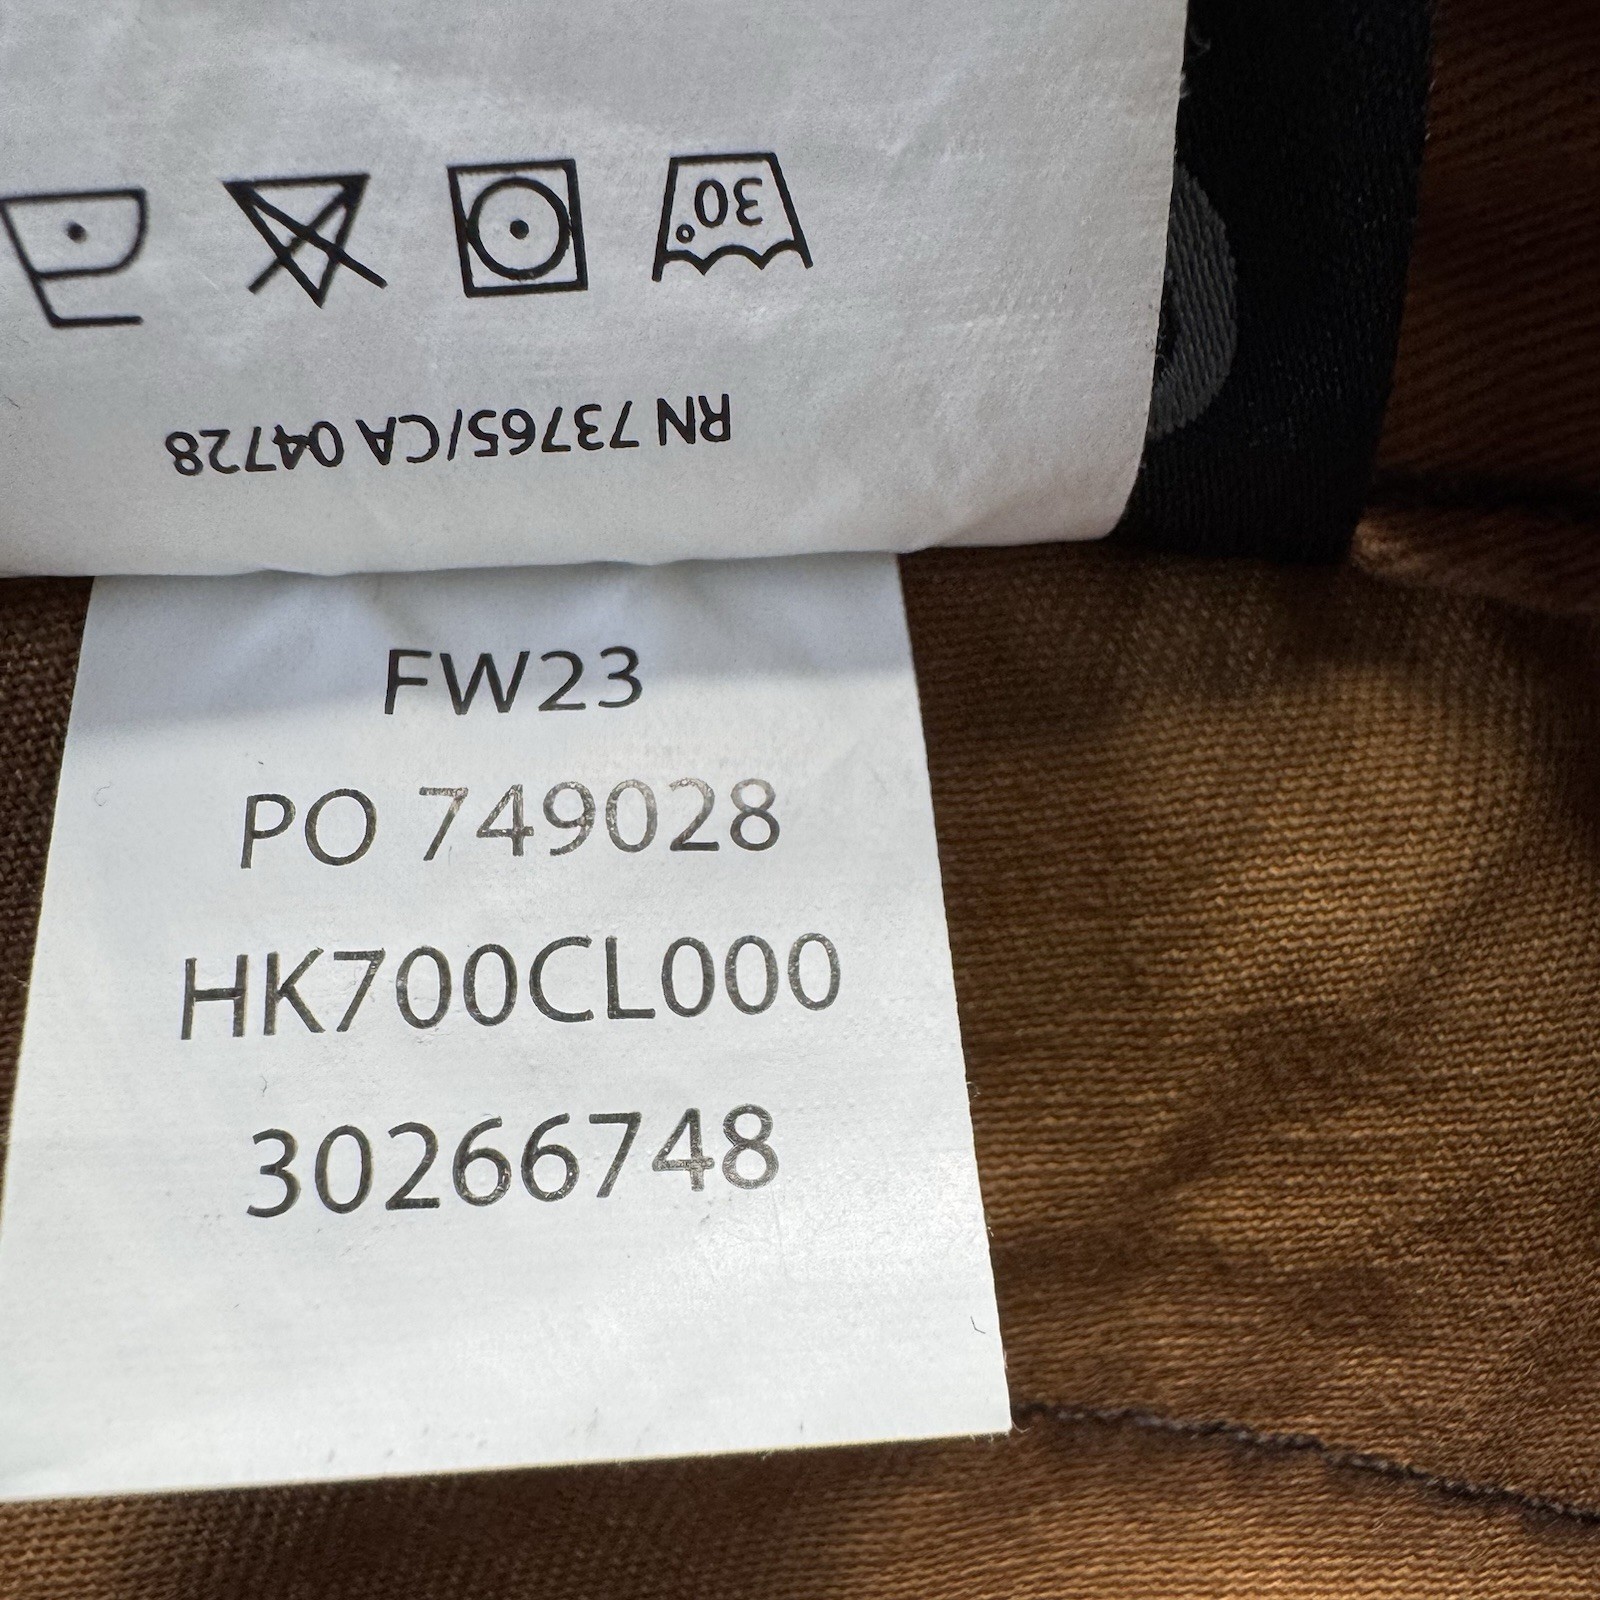 30°
RN 73765/CA 04728
FW23
PO 749028
HK700CL000
30266748